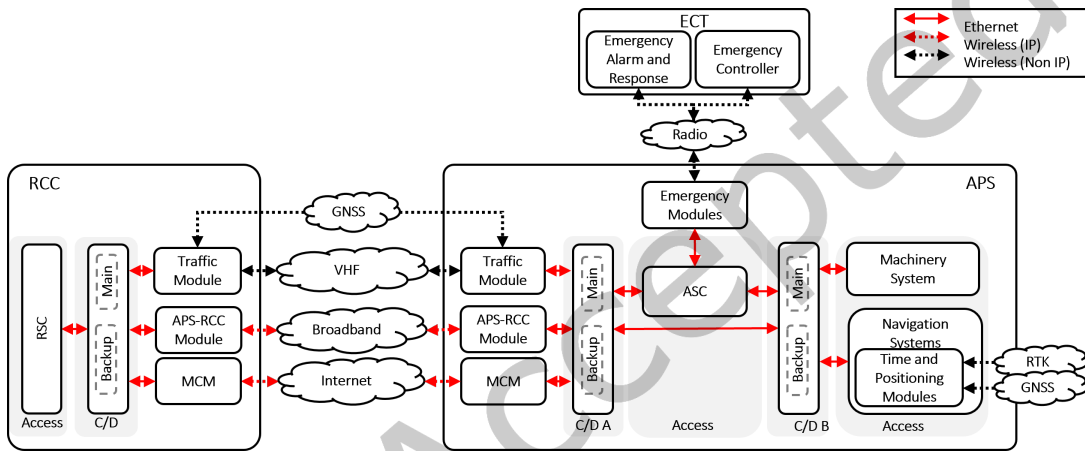 ECT
Emergency
Alarm and
Response
Emergency
Controller
Ethernet
Wireless (IP)
Wireless (Non IP)
Radio
RCC
APS
GNSS
Emergency
Modules
Traffic
Module
VHF
Traffic
Module
Main
Main
ASC
Main
Machinery
System
RSC
APS-RCC
Module
Broadband
APS-RCC
Module
Backup
Backup
Backup
Navigation
Systems
Time and
Positioning
Modules
RTK
GNSS
MCM
Internet
MCM
Access
C/D
C/D A
Access
C/D B
Access
Accepted